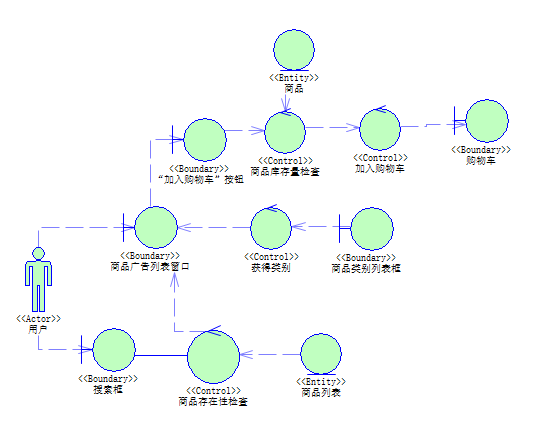 <<Entity>>
商品
<<Boundary>>
“加入购物车”按钮
<<Control>>
商品库存量检查
<<Control>>
加入购物车
<<Boundary>>
购物车
<<Boundary>>
商品广告列表窗口
<<Control>>
获得类别
<<Boundary>>
商品类别列表框
<<Actor>>
用户
<<Boundary>>
搜索框
<<Control>>
商品存在性检查
<<Entity>>
商品列表